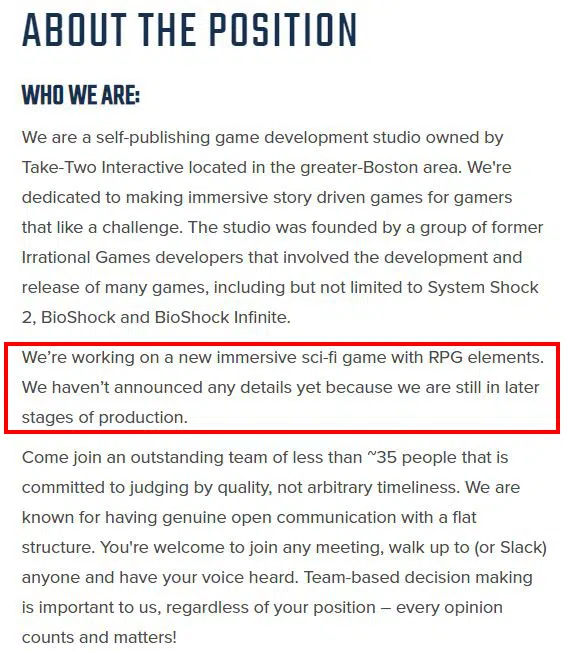 ABOUT THE POSITION
WHO WE ARE:
We are a self-publishing game development studio owned by
Take-Two Interactive located in the greater-Boston area. We're
dedicated to making immersive story driven games for gamers
that like a challenge. The studio was founded by a group of former
Irrational Games developers that involved the development and
release of many games, including but not limited to System Shock
2, BioShock and BioShock Infinite.
We’re working on a new immersive sci-fi game with RPG elements.
We haven’t announced any details yet because we are still in later
stages of production.
Come join an outstanding team of less than ~35 people that is
committed to judging by quality, not arbitrary timeliness. We are
known for having genuine open communication with a flat
structure. You're welcome to join any meeting, walk up to (or Slack)
anyone and have your voice heard. Team-based decision making
is important to us, regardless of your position – every opinion
counts and matters!